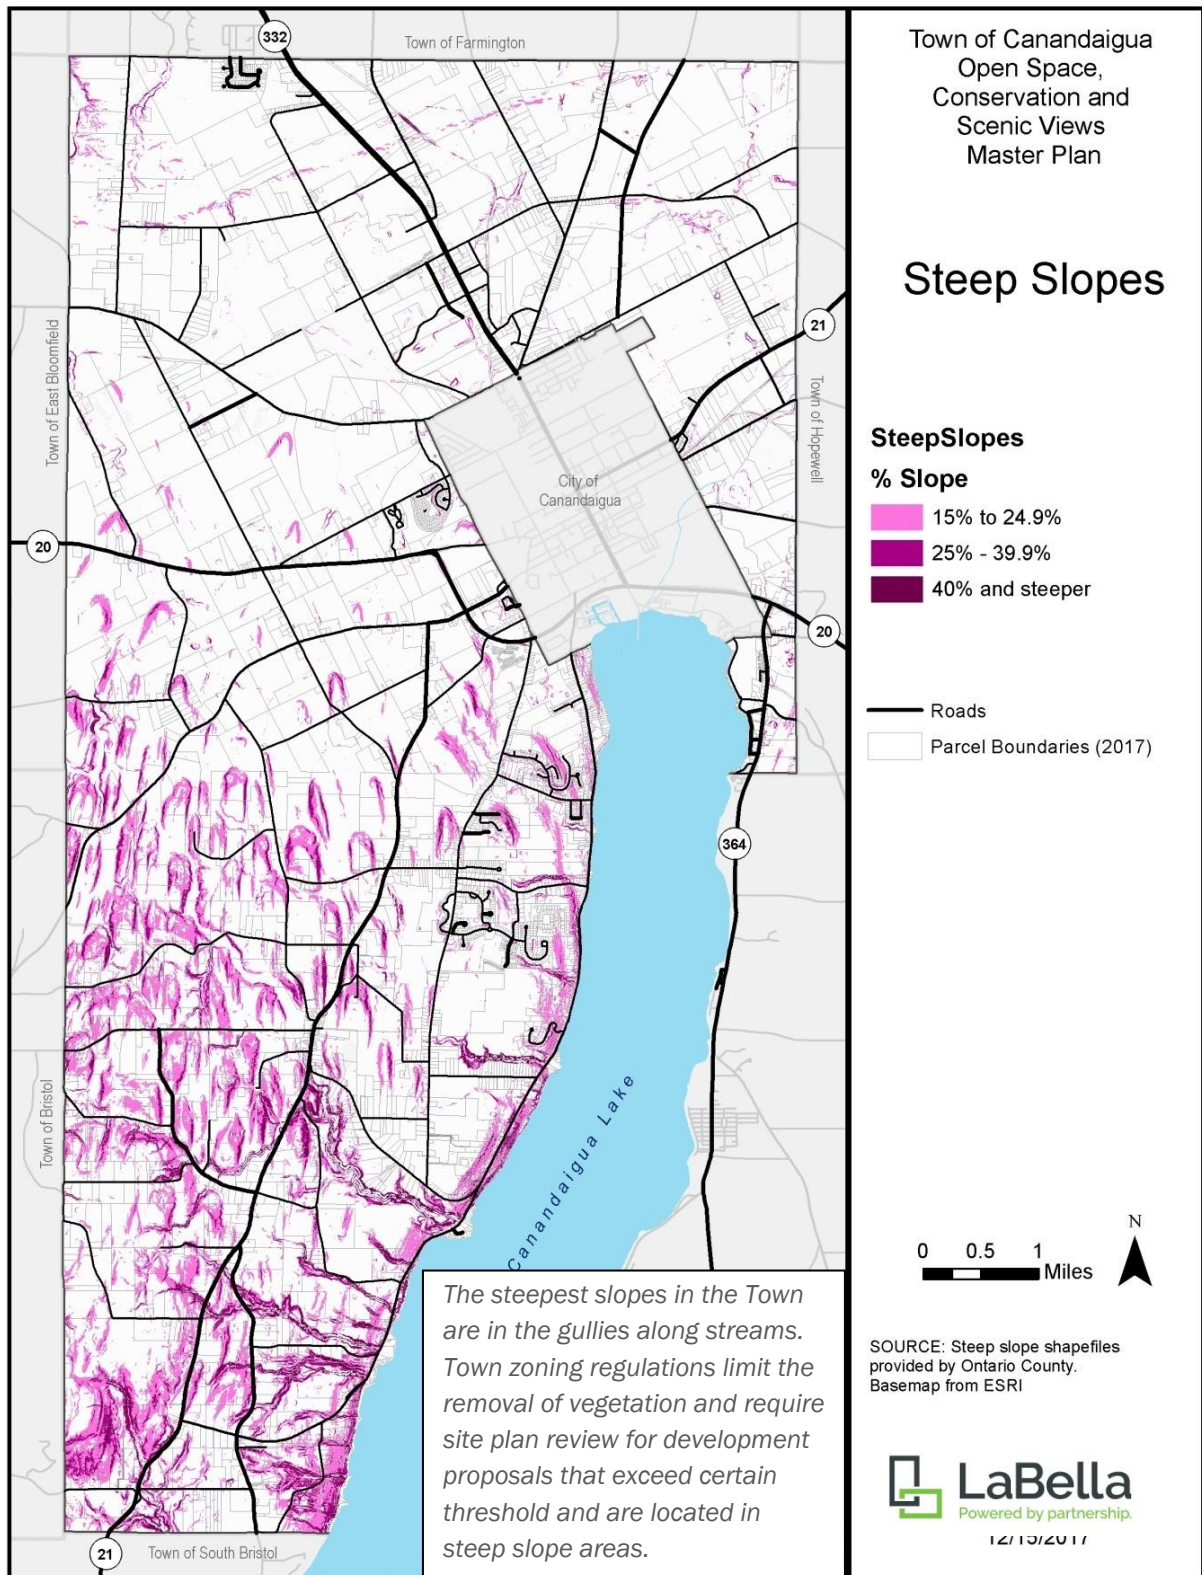 332
Town of Farmington
Town of East Bloomfield
21
Town of Hopewell
City of
Canandaigua
20
20
364
Town of Bristol
Canandaigua Lake
21
Town of South Bristol
The steepest slopes in the Town
are in the gullies along streams.
Town zoning regulations limit the
removal of vegetation and require
site plan review for development
proposals that exceed certain
threshold and are located in
steep slope areas.
Town of Canandaigua
Open Space,
Conservation and
Scenic Views
Master Plan
Steep Slopes
SteepSlopes
% Slope
15% to 24.9%
25% - 39.9%
40% and steeper
Roads
Parcel Boundaries (2017)
N
0 0.5 1
Miles
SOURCE: Steep slope shapefiles
provided by Ontario County.
Basemap from ESRI
LaBella
Powered by partnership.
12/15/2017